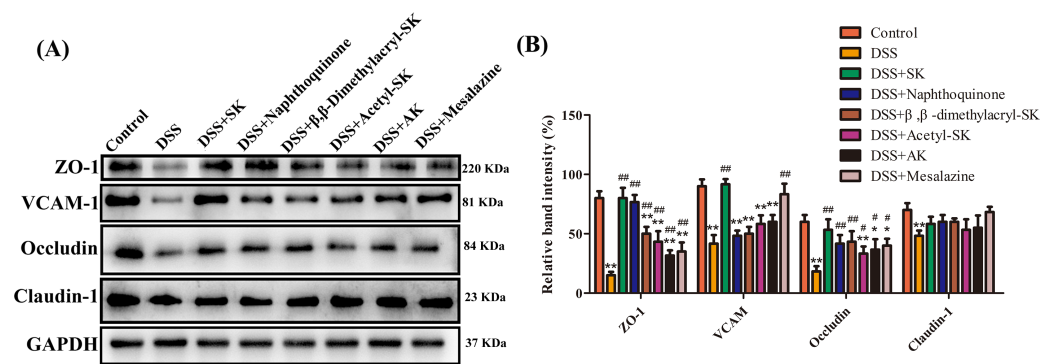 (A)
Control
DSS
DSS+SK
DSS+Naphthoquinone
DSS+β,β-Dimethylacryl-SK
DSS+Acetyl-SK
DSS+AK
DSS+Mesalazine
ZO-1
220 KDa
VCAM-1
81 KDa
Occludin
84 KDa
Claudin-1
23 KDa
GAPDH
37 KDa
(B)
Control
DSS
DSS+SK
DSS+Naphthoquinone
DSS+β ,β -dimethylacryl-SK
DSS+Acetyl-SK
DSS+AK
DSS+Mesalazine
Relative band intensity (%)
150
100
50
0
**
##
##
##
**
##
**
##
**
##
**
**
##
**
**
**
**
##
**
##
##
##
#
**
#
*
#
*
**
ZO-1
VCAM
Occludin
Claudin-1